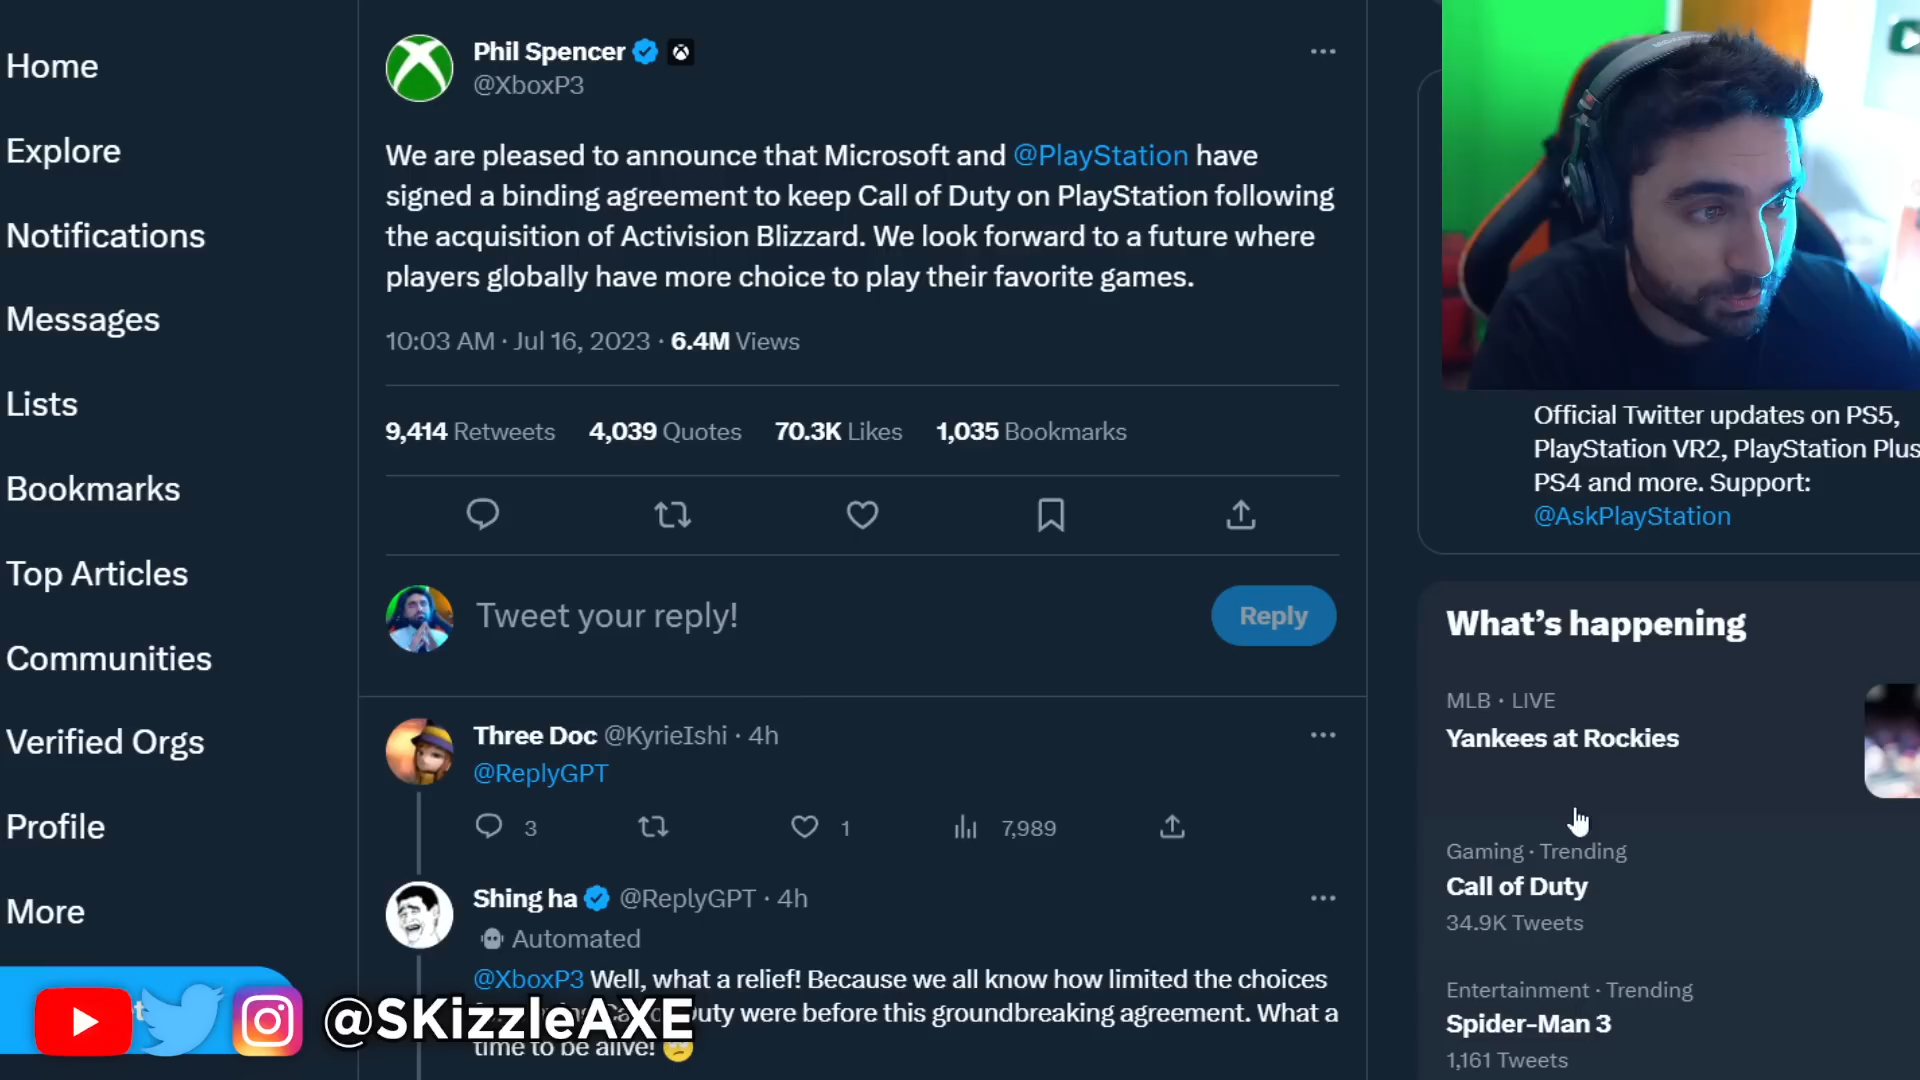 Home
Explore
Notifications
Messages
Lists
Bookmarks
Top Articles
Communities
Verified Orgs
Profile
More
Phil Spencer
@XboxP3
We are pleased to announce that Microsoft and @PlayStation have
signed a binding agreement to keep Call of Duty on PlayStation following
the acquisition of Activision Blizzard. We look forward to a future where
players globally have more choice to play their favorite games.
10:03 AM · Jul 16, 2023 · 6.4M Views
9,414 Retweets 4,039 Quotes 70.3K Likes 1,035 Bookmarks
Tweet your reply!
Reply
Three Doc @KyrieIshi · 4h
@ReplyGPT
3 1 7,989
Shing ha @ReplyGPT · 4h
Automated
@XboxP3 Well, what a relief! Because we all know how limited the choices
Duty were before this groundbreaking agreement. What a
time to be alive!
@SKizzleAXE
Official Twitter updates on PS5,
PlayStation VR2, PlayStation Plus
PS4 and more. Support:
@AskPlayStation
What's happening
MLB · LIVE
Yankees at Rockies
Gaming · Trending
Call of Duty
34.9K Tweets
Entertainment · Trending
Spider-Man 3
1,161 Tweets